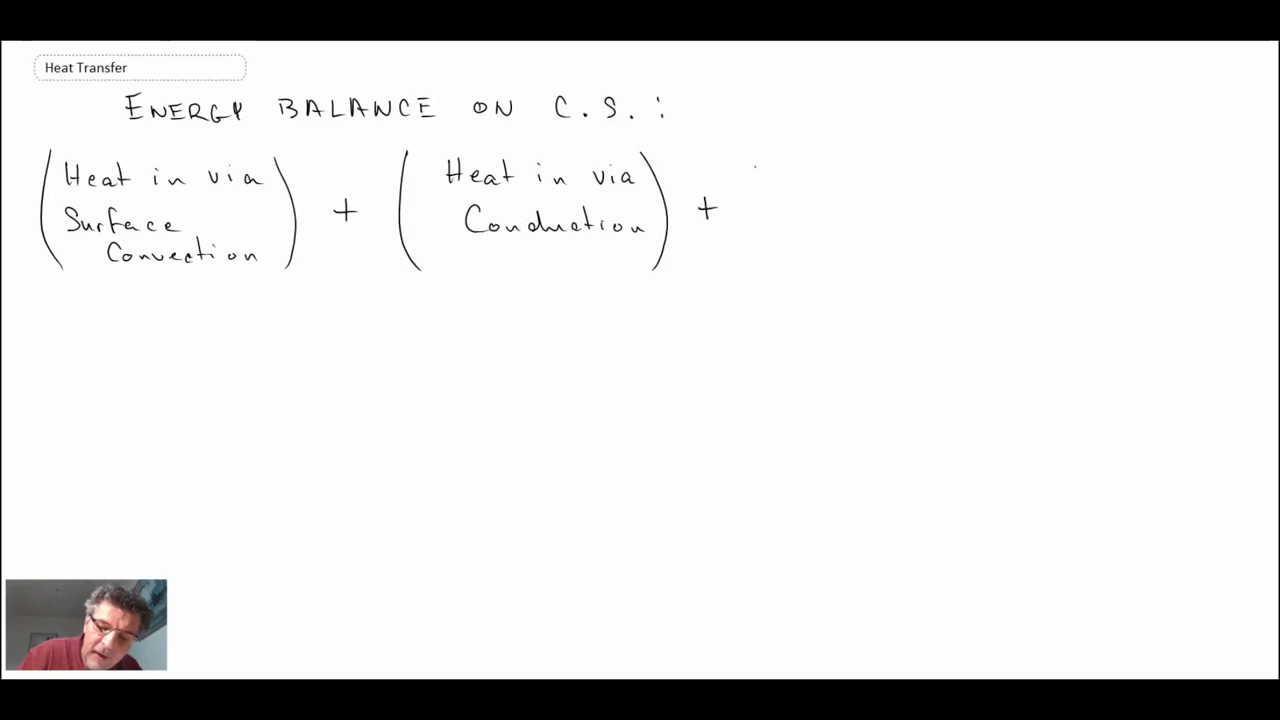 Heat Transfer
ENERGY BALANCE ON C.S. :
(Heat in via Surface Convection) + (Heat in via Conduction) +